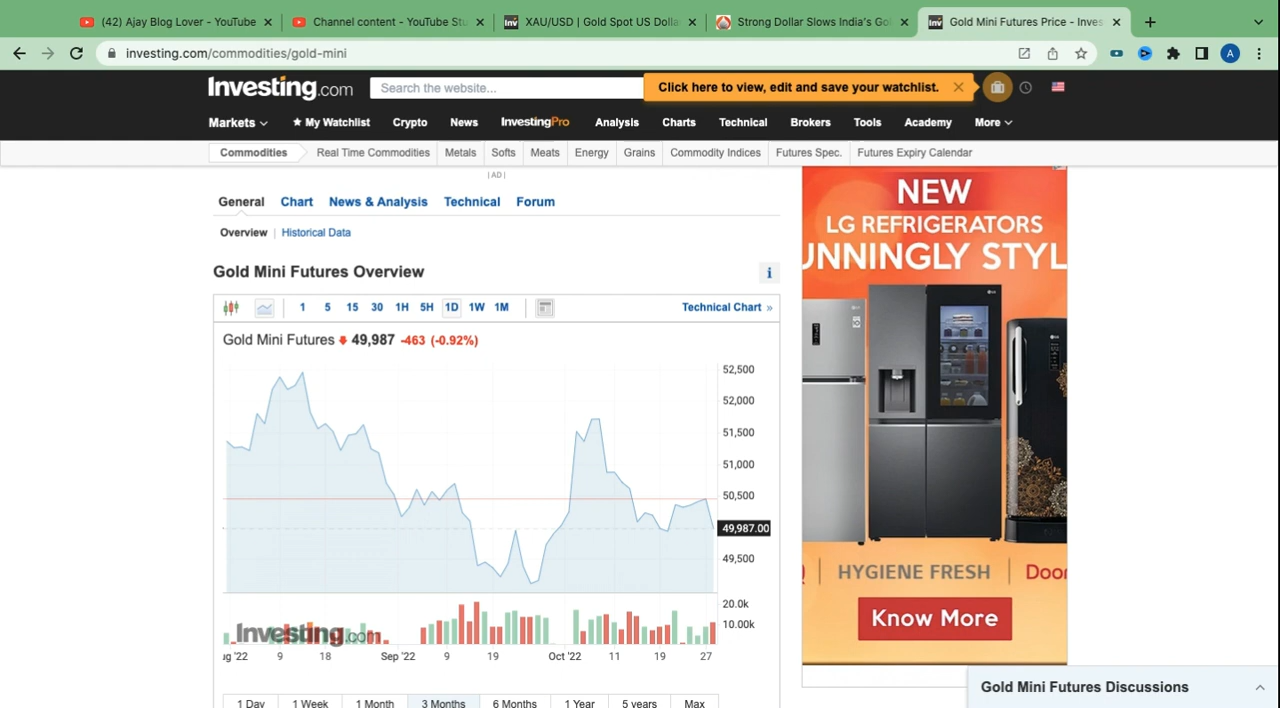 (42) Ajay Blog Lover - YouTube
Channel content - YouTube Stu
XAU/USD | Gold Spot US Dolla
Strong Dollar Slows India's Gol
Gold Mini Futures Price - Inves
investing.com/commodities/gold-mini
A
Investing.com
Search the website...
Click here to view, edit and save your watchlist.
Markets
My Watchlist
Crypto
News
InvestingPro
Analysis
Charts
Technical
Brokers
Tools
Academy
More
Commodities
Real Time Commodities
Metals
Softs
Meats
Energy
Grains
Commodity Indices
Futures Spec.
Futures Expiry Calendar
| AD |
General
Chart
News & Analysis
Technical
Forum
Overview | Historical Data
Gold Mini Futures Overview
i
1 5 15 30 1H 5H 1D 1W 1M
Technical Chart »
Gold Mini Futures 49,987 -463 (-0.92%)
52,500
52,000
51,500
51,000
50,500
49,987.00
49,500
20.0k
10.00k
Investing.com
ug '22 9 18 Sep '22 9 19 Oct '22 11 19 27
1 Day 1 Week 1 Month 3 Months 6 Months 1 Year 5 years Max
NEW
LG REFRIGERATORS
UNNINGLY STYL
LG
HYGIENE FRESH | Door
Know More
Gold Mini Futures Discussions